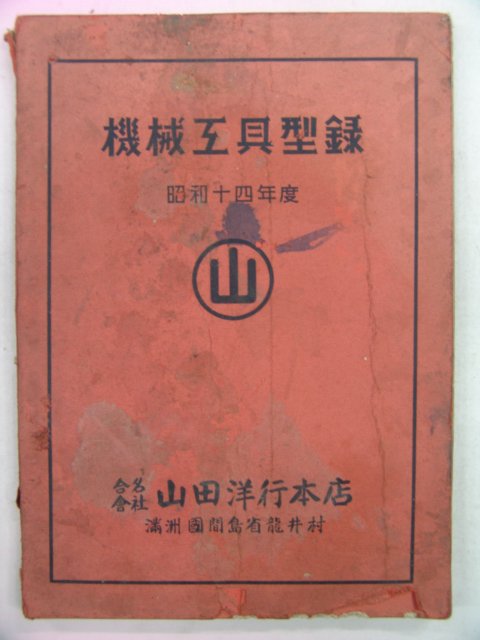 機械工具型録
昭和十四年度
山
合名會社 山田洋行本店
滿洲國間島省龍井村